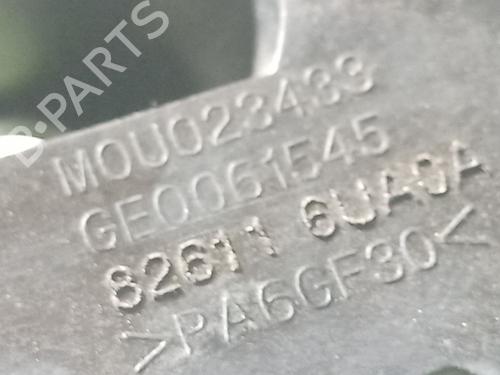 B-PARTS
MOU023433
GE0061545
82611 6UA0A
>PA6GF30<